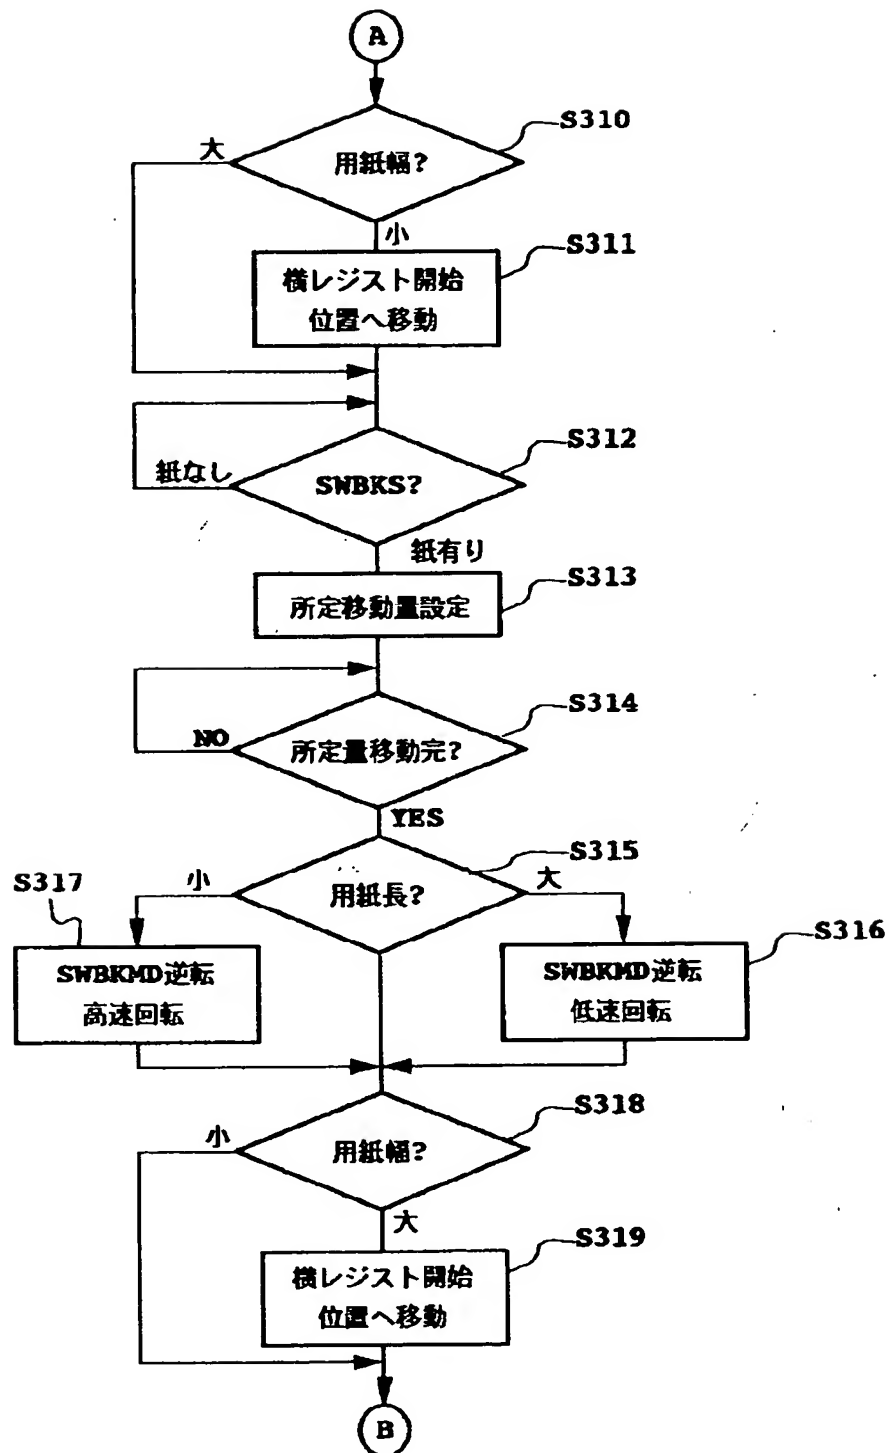 A
S310
大
用紙幅?
小
S311
横レジスト開始
位置へ移動
S312
紙なし
SWBKS?
紙有り
S313
所定移動量設定
S314
NO
所定量移動完?
YES
S315
S317
小
用紙長?
大
S316
SWBKMD逆転
高速回転
SWBKMD逆転
低速回転
S318
小
用紙幅?
大
S319
横レジスト開始
位置へ移動
B